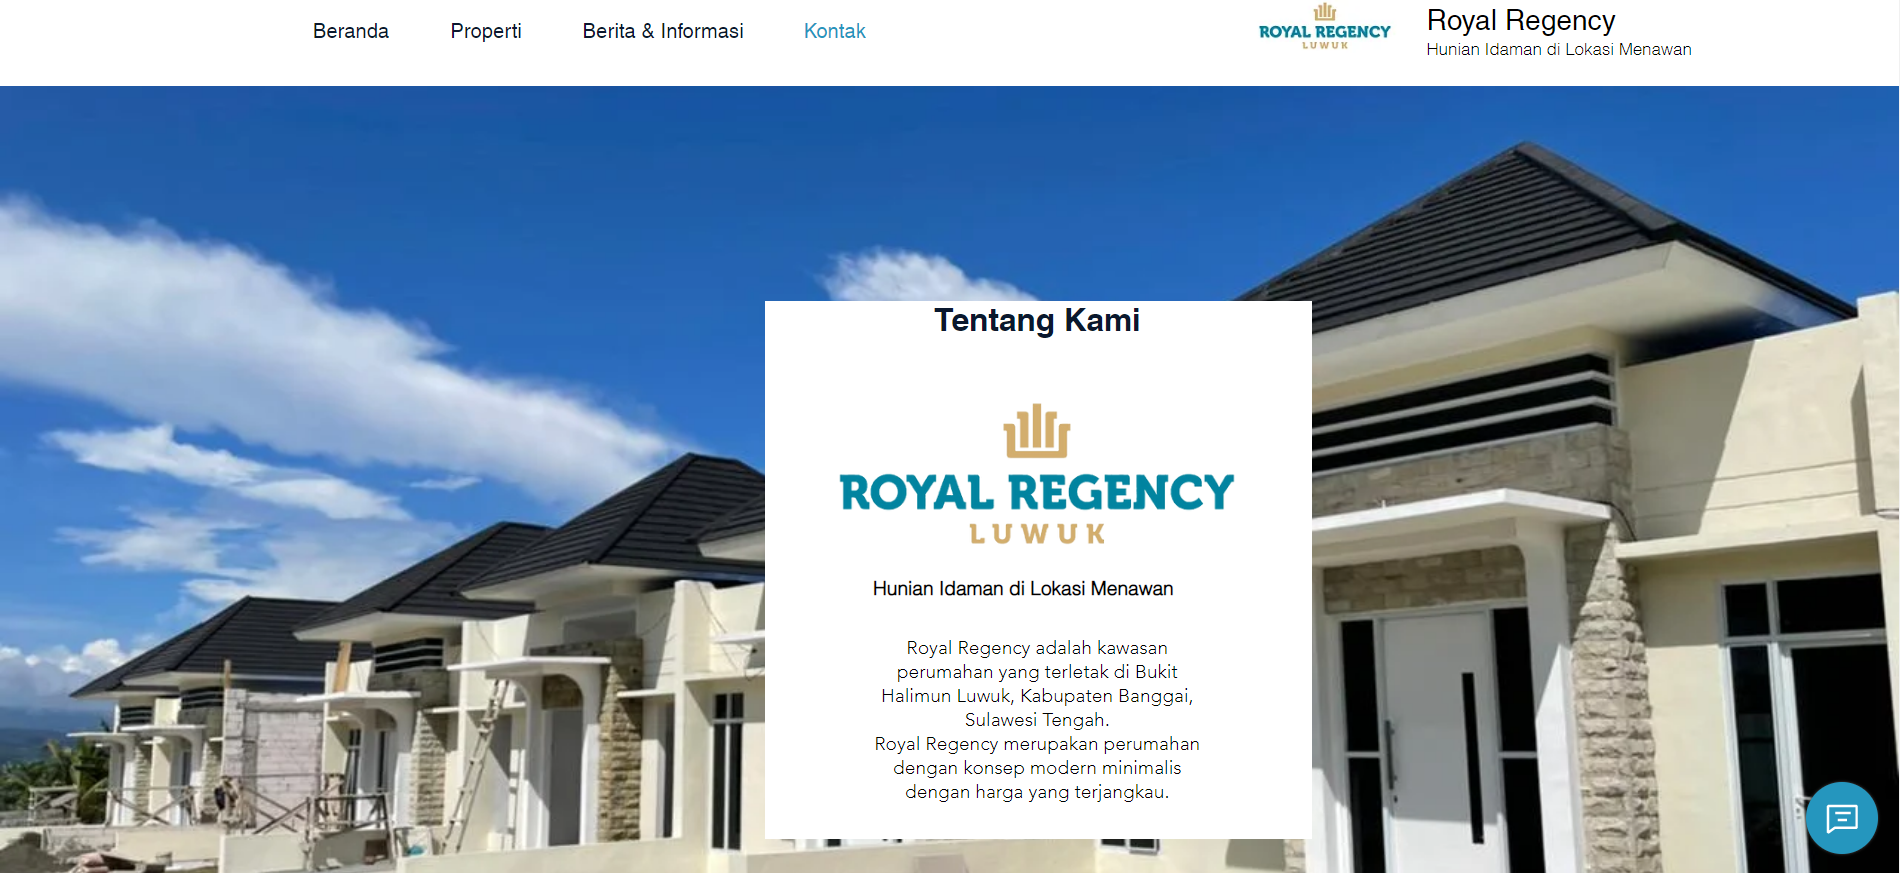 Beranda
Properti
Berita & Informasi
Kontak
ROYAL REGENCY
LUWUK
Royal Regency
Hunian Idaman di Lokasi Menawan
Tentang Kami
ROYAL REGENCY
LUWUK
Hunian Idaman di Lokasi Menawan
Royal Regency adalah kawasan
perumahan yang terletak di Bukit
Halimun Luwuk, Kabupaten Banggai,
Sulawesi Tengah.
Royal Regency merupakan perumahan
dengan konsep modern minimalis
dengan harga yang terjangkau.